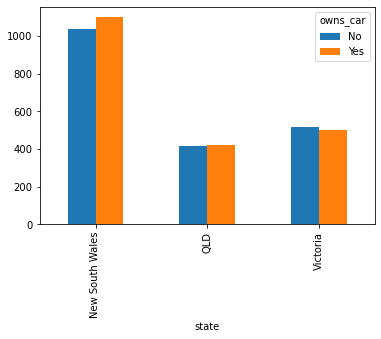 owns_car
No
Yes
1000
800
600
400
200
0
New South Wales
QLD
Victoria
state